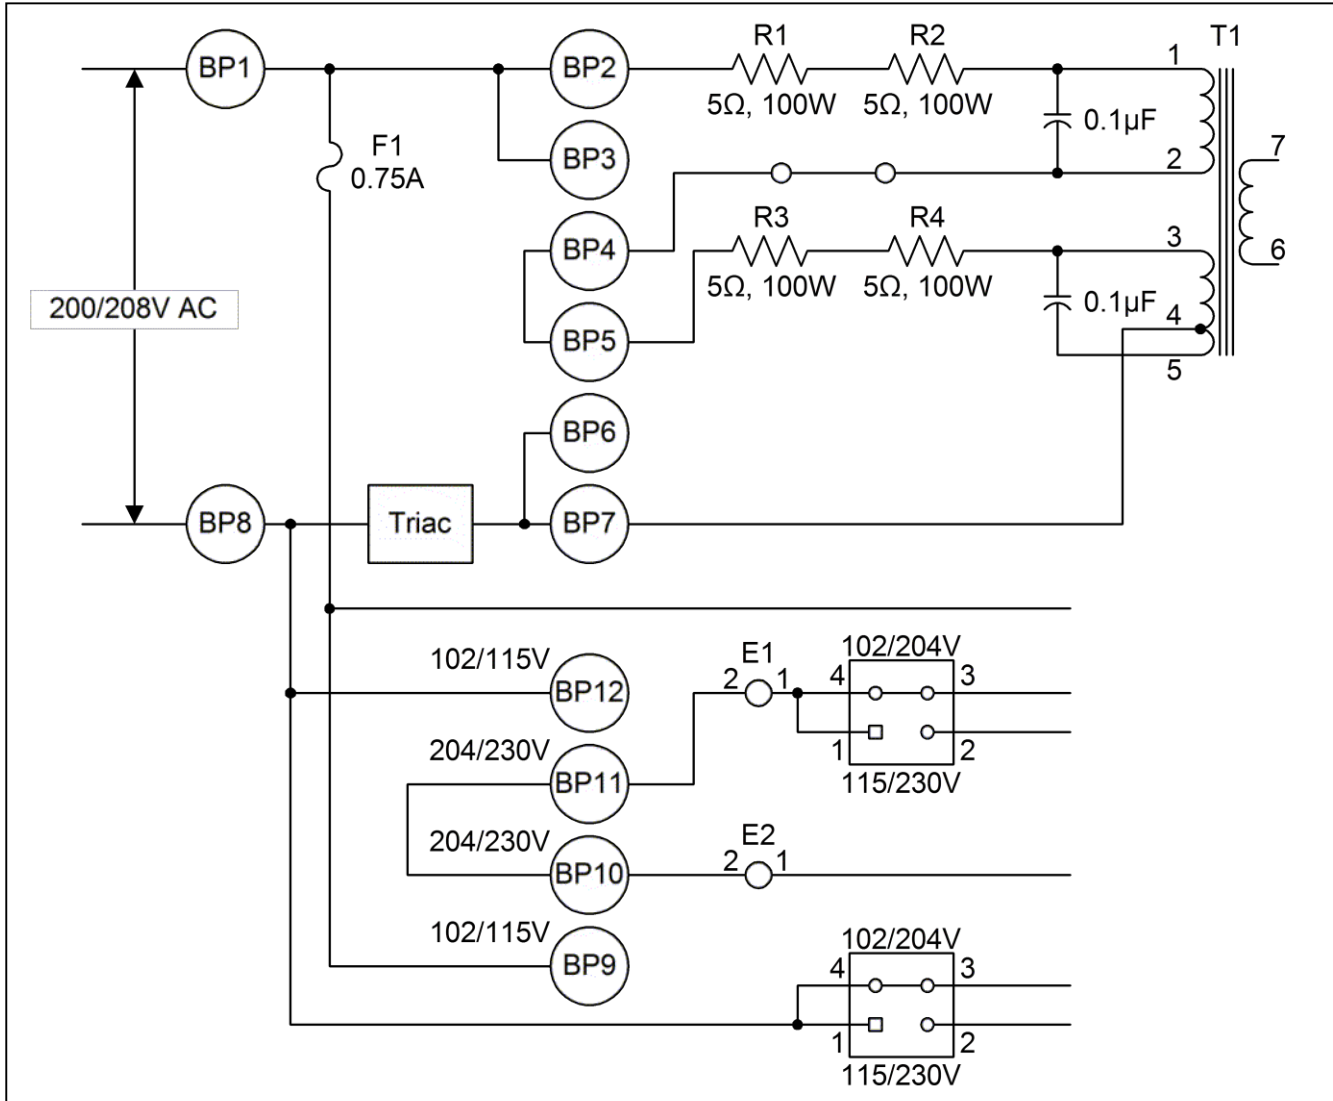 R1
R2
T1
BP1
BP2
1
5Ω, 100W
5Ω, 100W
0.1µF
F1
0.75A
BP3
2
7
R3
R4
BP4
3
6
5Ω, 100W
5Ω, 100W
0.1µF
200/208V AC
4
BP5
5
BP6
BP8
Triac
BP7
102/115V
BP12
E1
2
1
102/204V
4
3
1
2
115/230V
204/230V
BP11
204/230V
BP10
E2
2
1
102/115V
BP9
102/204V
4
3
1
2
115/230V